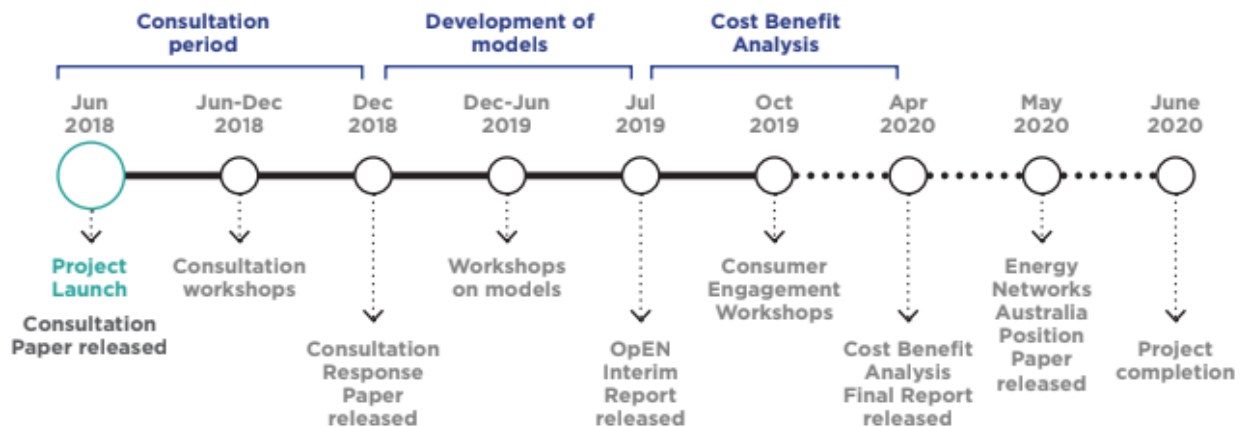 Consultation
period
Development of
models
Cost Benefit
Analysis
Jun
2018
Jun-Dec
2018
Dec
2018
Dec-Jun
2019
Jul
2019
Oct
2019
Apr
2020
May
2020
June
2020
Project
Launch
Consultation
Paper released
Consultation
workshops
Consultation
Response
Paper
released
Workshops
on models
OpEN
Interim
Report
released
Consumer
Engagement
Workshops
Cost Benefit
Analysis
Final Report
released
Energy
Networks
Australia
Position
Paper
released
Project
completion